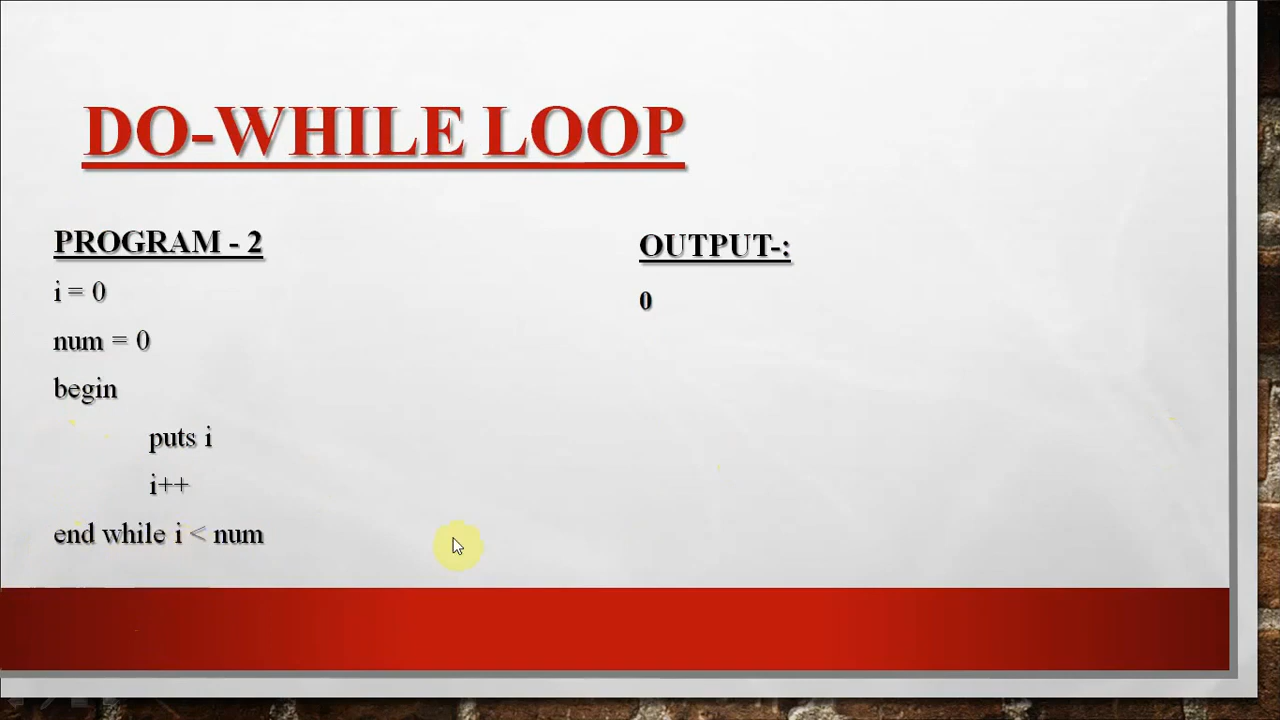 DO-WHILE LOOP
PROGRAM - 2
i = 0
num = 0
begin
puts i
i++
end while i < num
OUTPUT-:
0